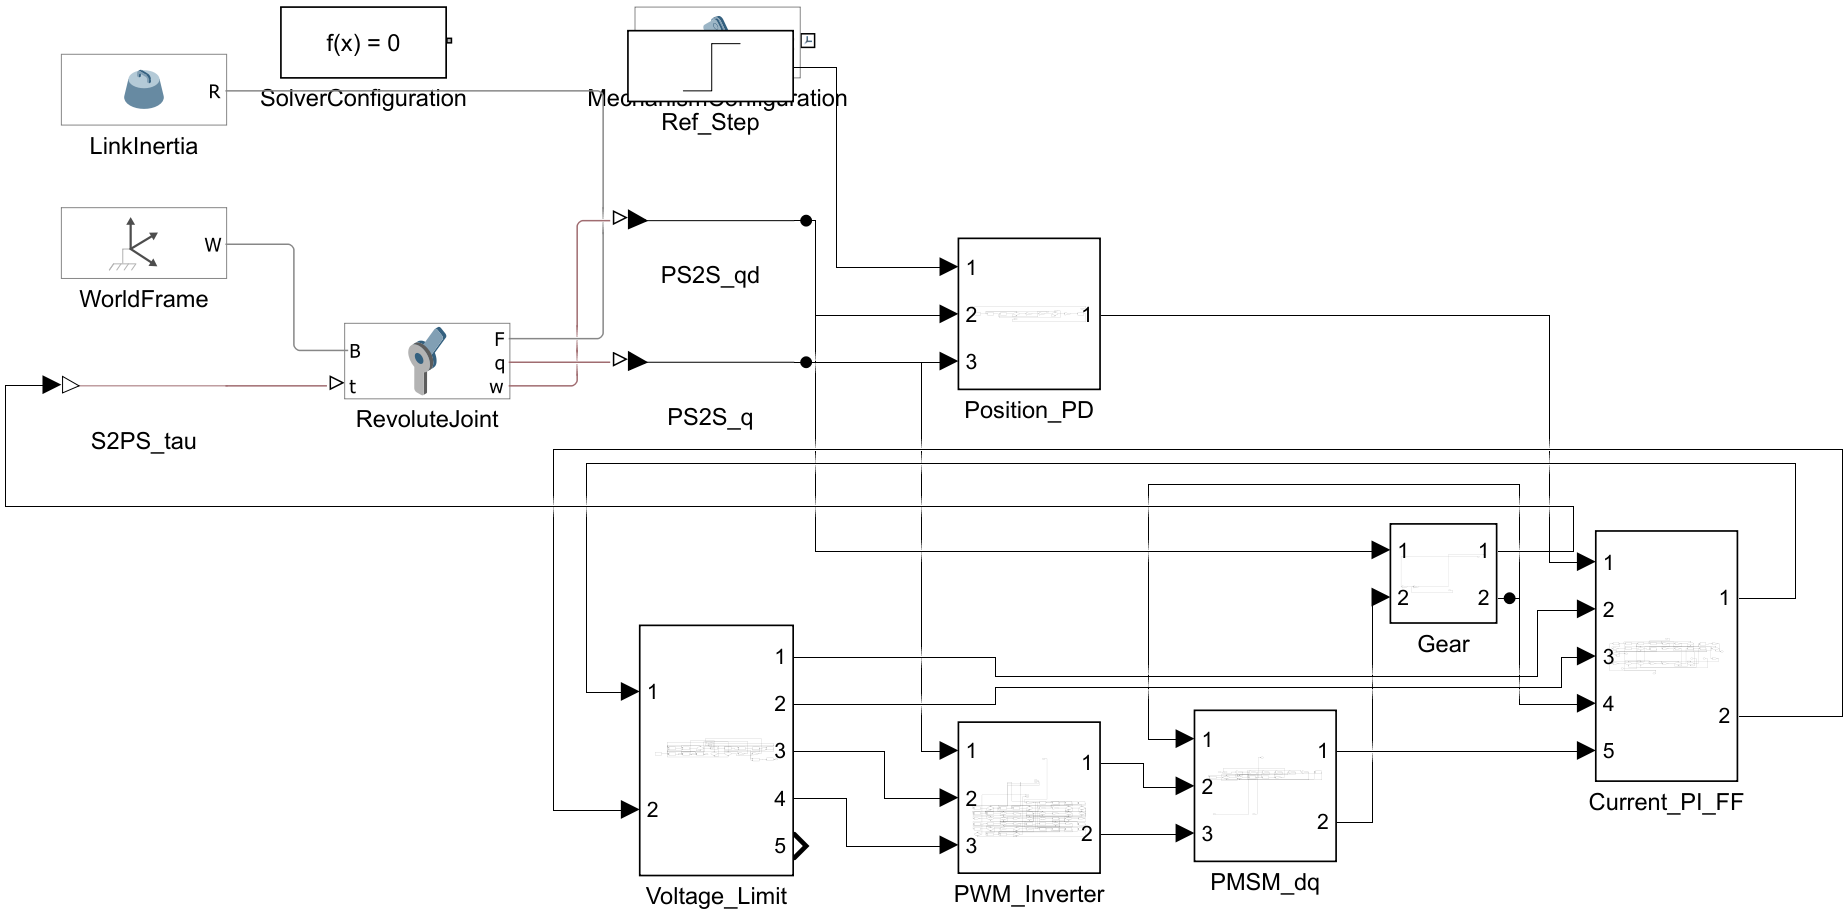 f(x) = 0
SolverConfiguration
R
LinkInertia
MechanismConfiguration
Ref_Step
W
WorldFrame
PS2S_qd
B
t
F
q
w
RevoluteJoint
PS2S_q
S2PS_tau
1
2
3
1
Position_PD
1
2
1
2
Gear
1
2
3
4
5
1
2
Current_PI_FF
1
2
1
2
3
4
5
Voltage_Limit
1
2
3
1
2
PWM_Inverter
1
2
3
1
2
PMSM_dq